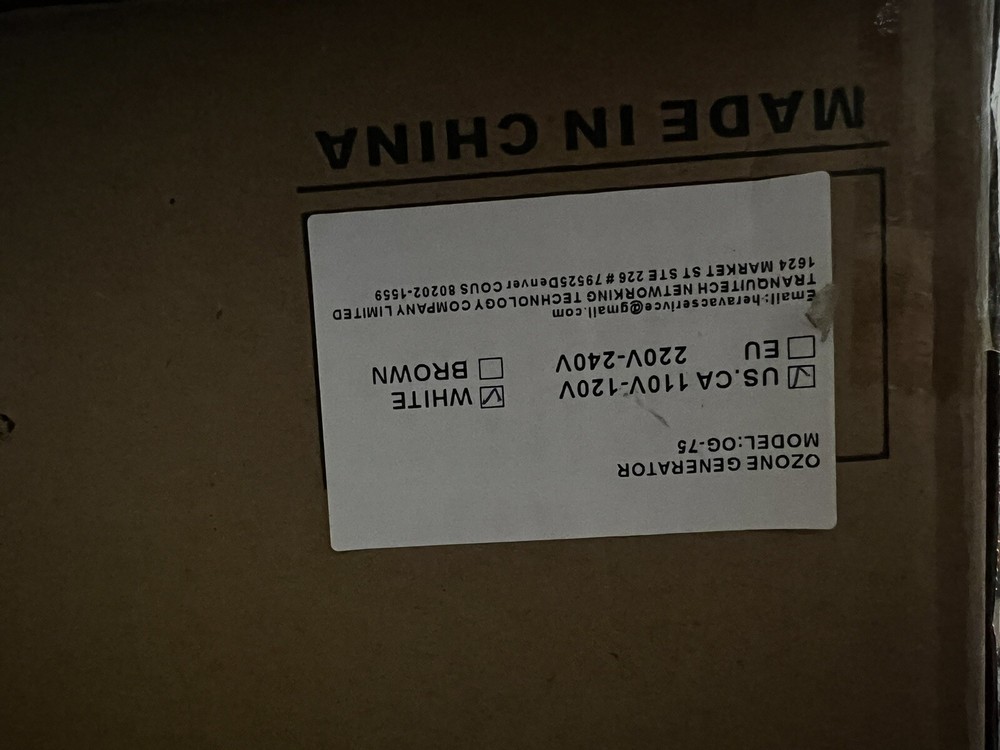 OZONE GENERATOR
MODEL:OG-75
☑ US.CA 110V-120V ☑ WHITE
☐ EU 220V-240V ☐ BROWN
Email:heravacserivce@gmail.com
TRANQUITECH NETWORKING TECHNOLOGY COMPANY LIMITED
1624 MARKET ST STE 226 # 79525Denver COUS 80202-1559
MADE IN CHINA